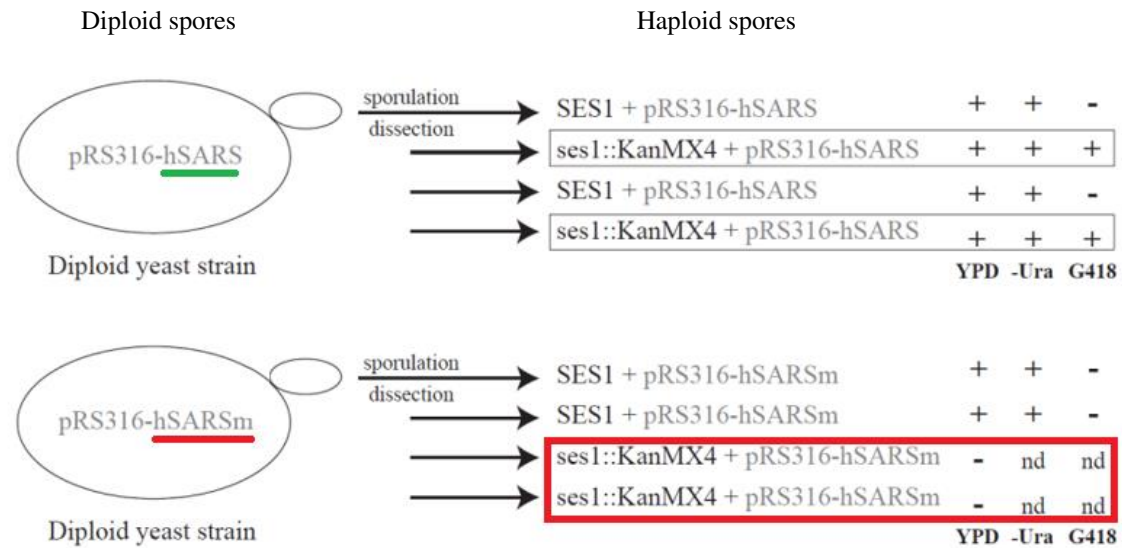 Diploid spores Haploid spores
pRS316-hSARS
Diploid yeast strain
sporulation
dissection
SES1 + pRS316-hSARS + + -
ses1::KanMX4 + pRS316-hSARS + + +
SES1 + pRS316-hSARS + + -
ses1::KanMX4 + pRS316-hSARS + + +
YPD -Ura G418
pRS316-hSARSm
Diploid yeast strain
sporulation
dissection
SES1 + pRS316-hSARSm + + -
SES1 + pRS316-hSARSm + + -
ses1::KanMX4 + pRS316-hSARSm - nd nd
ses1::KanMX4 + pRS316-hSARSm - nd nd
YPD -Ura G418